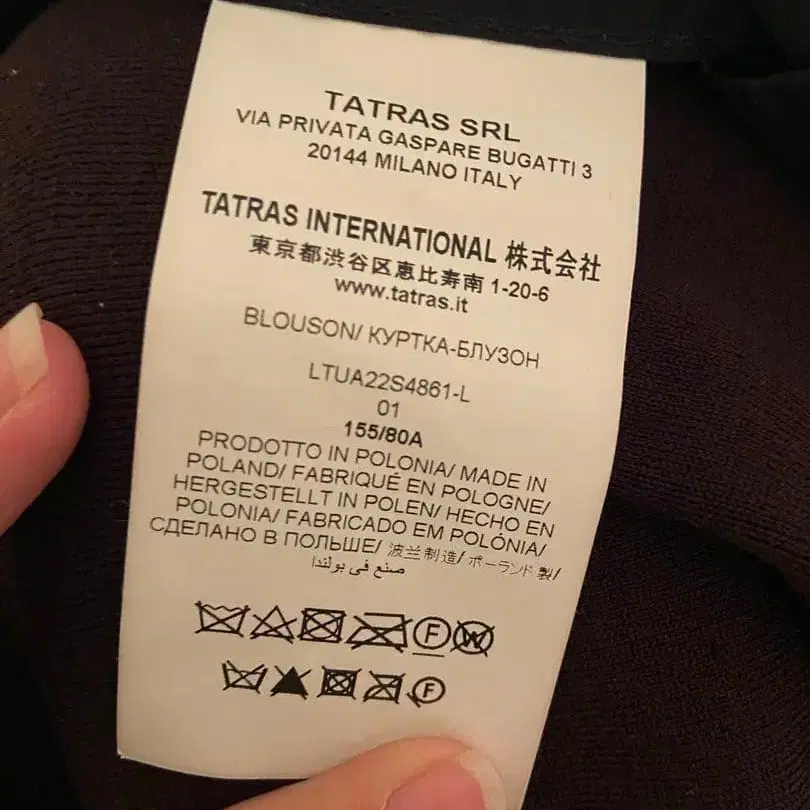 TATRAS SRL
VIA PRIVATA GASPARE BUGATTI 3
20144 MILANO ITALY
TATRAS INTERNATIONAL 株式会社
東京都渋谷区恵比寿南 1-20-6
www.tatras.it
BLOUSON/ КУРТКА-БЛУЗОН
LTUA22S4861-L
01
155/80A
PRODOTTO IN POLONIA/ MADE IN
POLAND/ FABRIQUÉ EN POLOGNE/
HERGESTELLT IN POLEN/ HECHO EN
POLONIA/ FABRICADO EM POLÓNIA/
СДЕЛАНО В ПОЛЬШЕ/ 波兰制造/ ポーランド製/
صنع في بولندا
F W
F